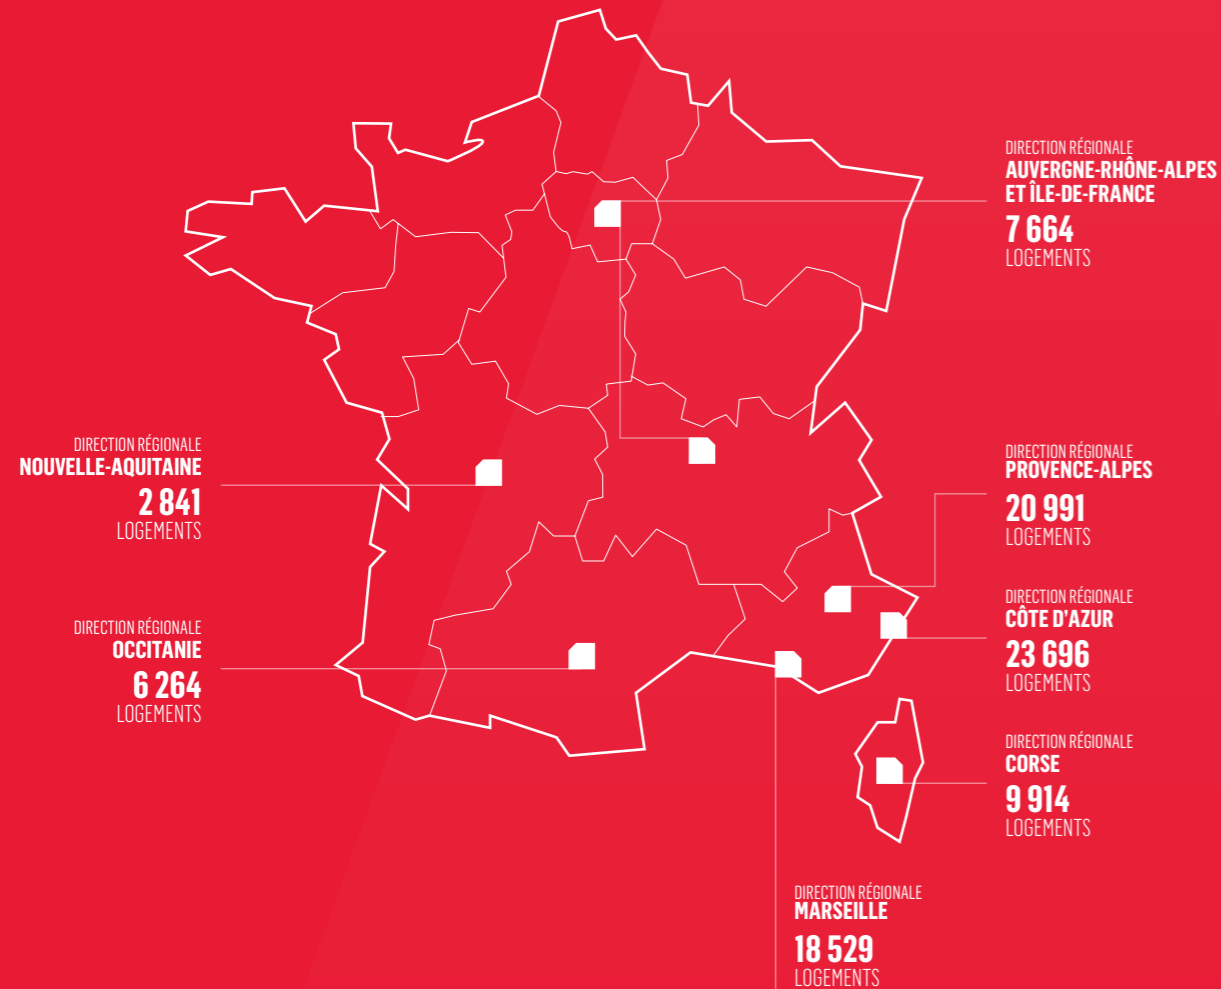 DIRECTION RÉGIONALE
AUVERGNE-RHÔNE-ALPES
ET ÎLE-DE-FRANCE
7 664
LOGEMENTS
DIRECTION RÉGIONALE
NOUVELLE-AQUITAINE
2 841
LOGEMENTS
DIRECTION RÉGIONALE
PROVENCE-ALPES
20 991
LOGEMENTS
DIRECTION RÉGIONALE
CÔTE D'AZUR
23 696
LOGEMENTS
DIRECTION RÉGIONALE
OCCITANIE
6 264
LOGEMENTS
DIRECTION RÉGIONALE
CORSE
9 914
LOGEMENTS
DIRECTION RÉGIONALE
MARSEILLE
18 529
LOGEMENTS